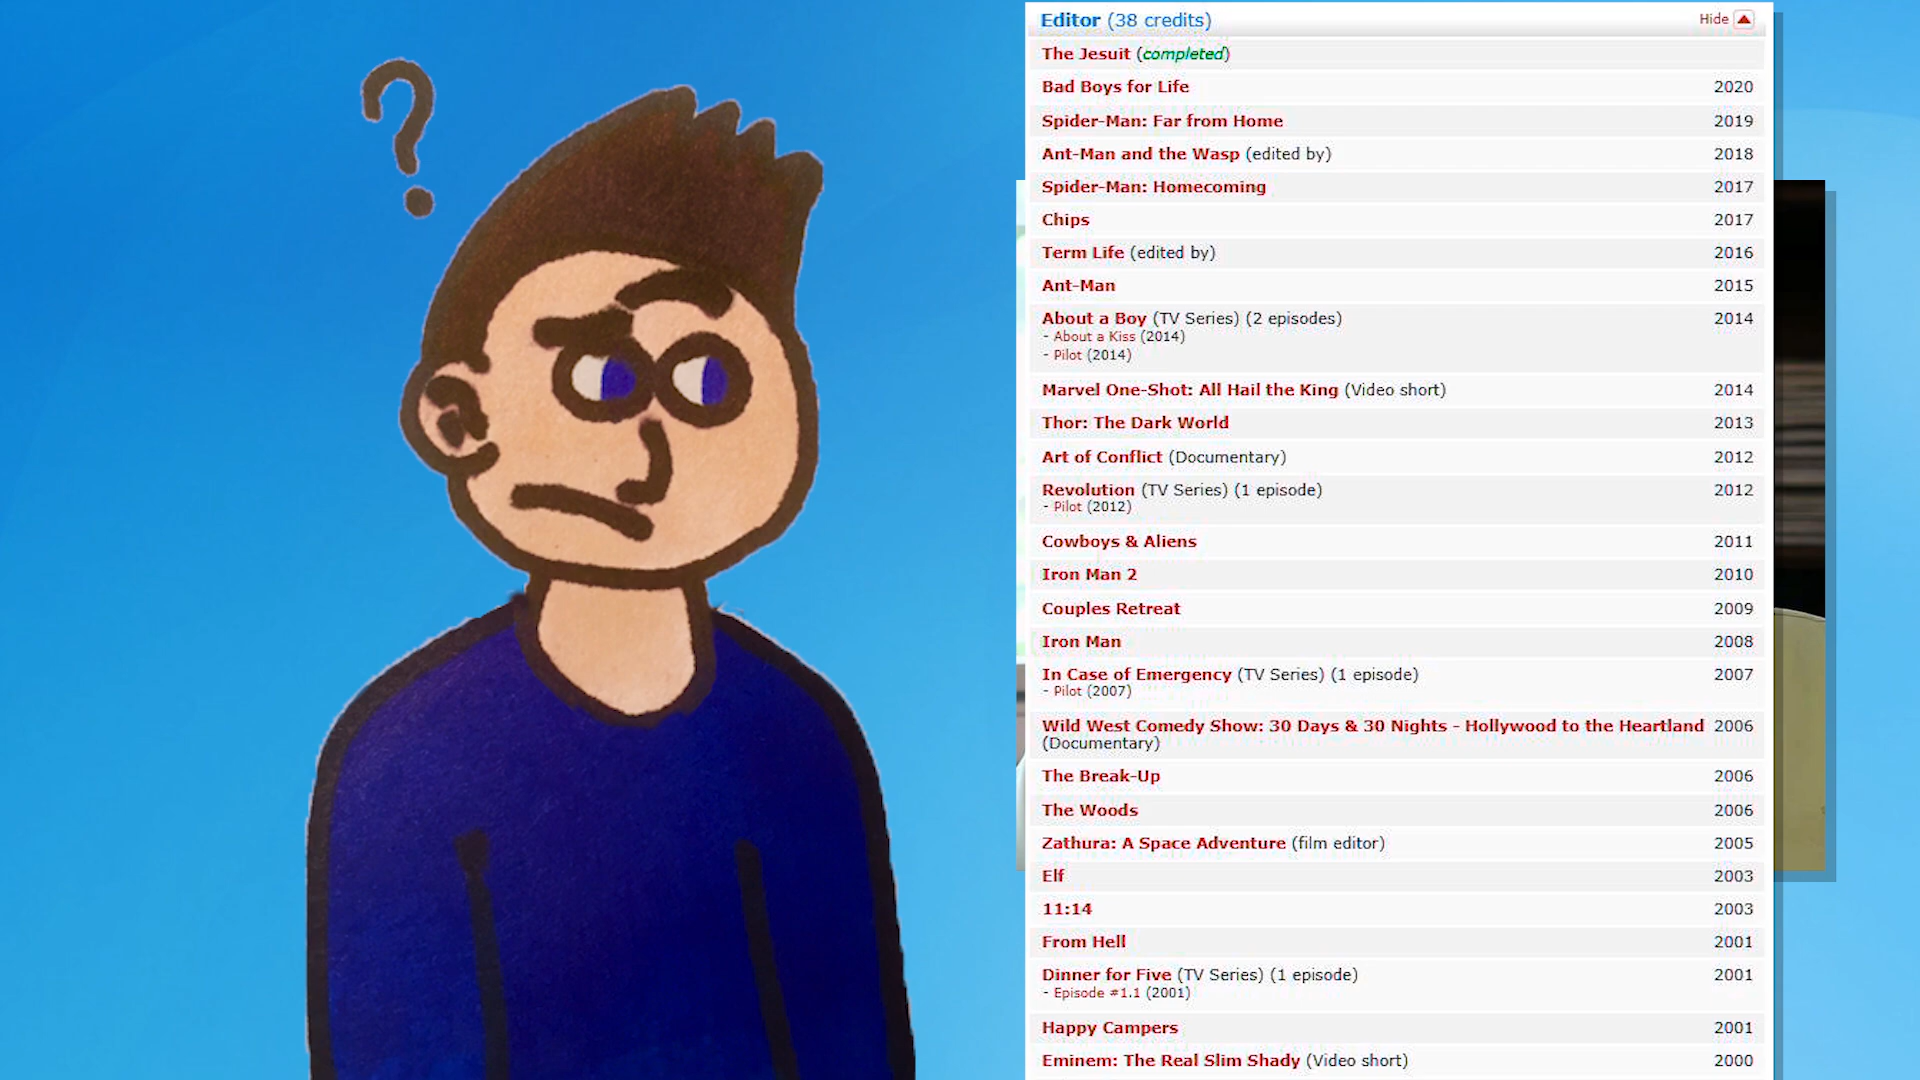 ?
Editor (38 credits)
Hide
The Jesuit (completed)
Bad Boys for Life 2020
Spider-Man: Far from Home 2019
Ant-Man and the Wasp (edited by) 2018
Spider-Man: Homecoming 2017
Chips 2017
Term Life (edited by) 2016
Ant-Man 2015
About a Boy (TV Series) (2 episodes) 2014
- About a Kiss (2014)
- Pilot (2014)
Marvel One-Shot: All Hail the King (Video short) 2014
Thor: The Dark World 2013
Art of Conflict (Documentary) 2012
Revolution (TV Series) (1 episode) 2012
- Pilot (2012)
Cowboys & Aliens 2011
Iron Man 2 2010
Couples Retreat 2009
Iron Man 2008
In Case of Emergency (TV Series) (1 episode) 2007
- Pilot (2007)
Wild West Comedy Show: 30 Days & 30 Nights - Hollywood to the Heartland 2006
(Documentary)
The Break-Up 2006
The Woods 2006
Zathura: A Space Adventure (film editor) 2005
Elf 2003
11:14 2003
From Hell 2001
Dinner for Five (TV Series) (1 episode) 2001
- Episode #1.1 (2001)
Happy Campers 2001
Eminem: The Real Slim Shady (Video short) 2000